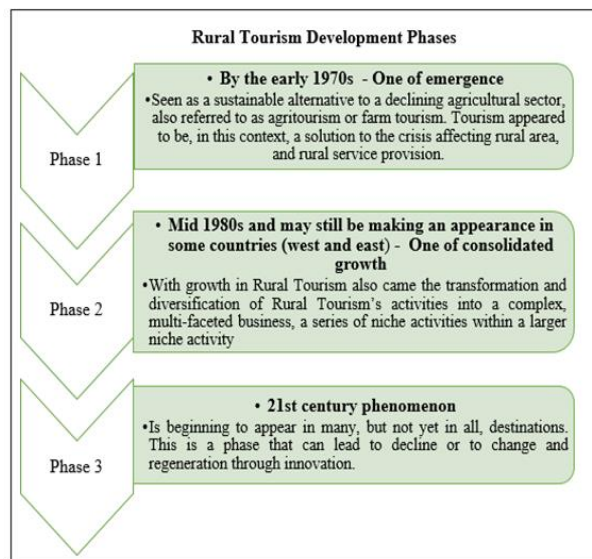 Rural Tourism Development Phases
Phase 1
• By the early 1970s - One of emergence
•Seen as a sustainable alternative to a declining agricultural sector,
also referred to as agritourism or farm tourism. Tourism appeared
to be, in this context, a solution to the crisis affecting rural area,
and rural service provision.
Phase 2
• Mid 1980s and may still be making an appearance in
some countries (west and east) - One of consolidated
growth
•With growth in Rural Tourism also came the transformation and
diversification of Rural Tourism's activities into a complex,
multi-faceted business, a series of niche activities within a larger
niche activity
Phase 3
• 21st century phenomenon
•Is beginning to appear in many, but not yet in all, destinations.
This is a phase that can lead to decline or to change and
regeneration through innovation.